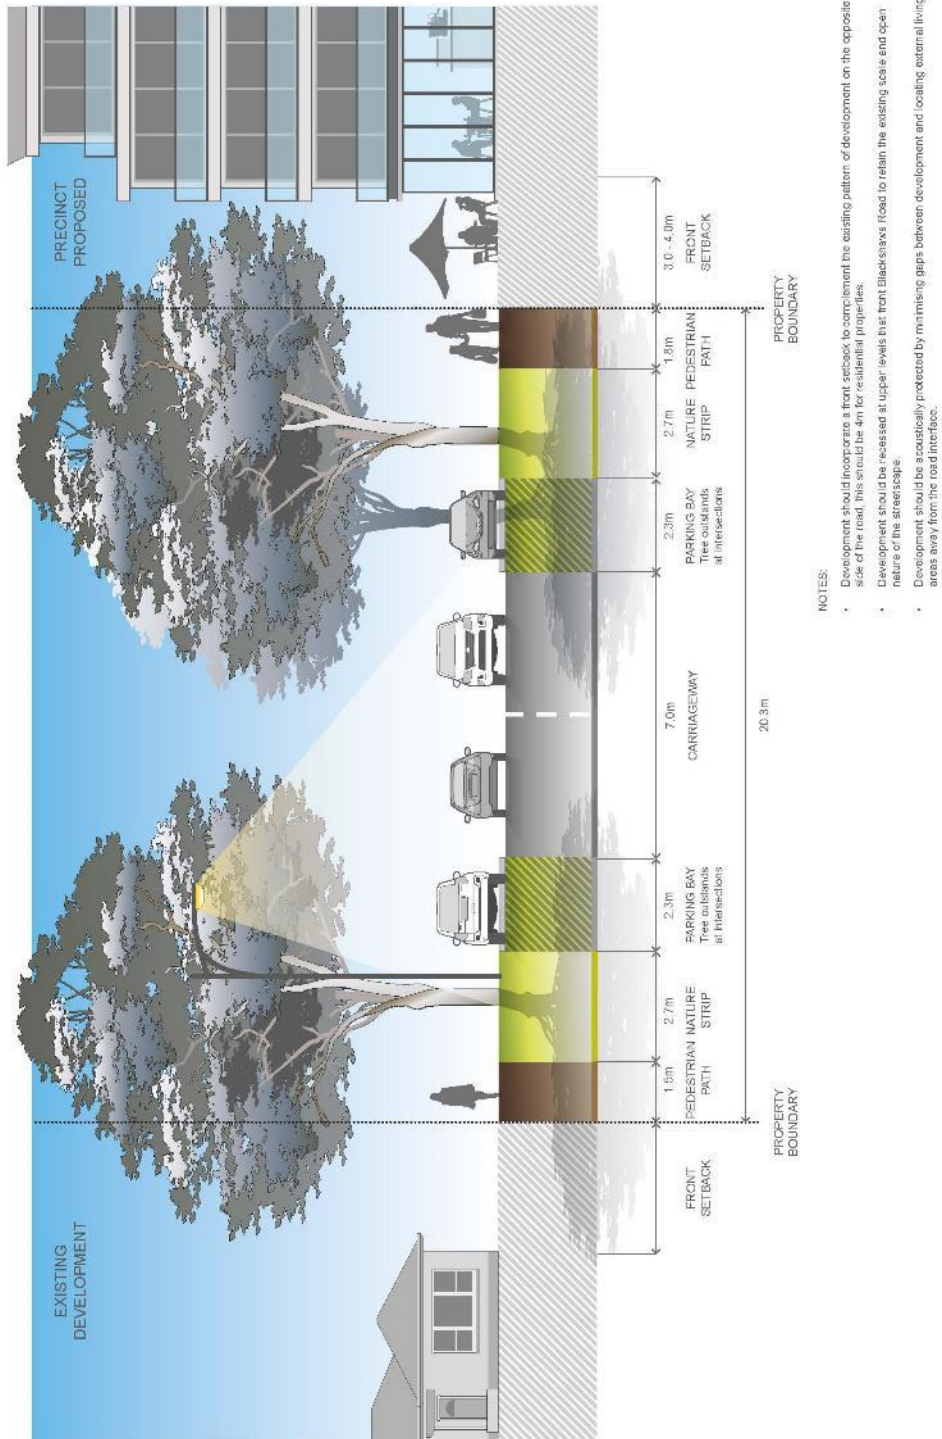 EXISTING
DEVELOPMENT
PRECINCT
PROPOSED
FRONT
SETBACK
1.5m
PEDESTRIAN
PATH
2.7m
NATURE
STRIP
2.3m
PARKING BAY
Tree outstands
at intersections
7.0m
CARRIAGEWAY
2.3m
PARKING BAY
Tree outstands
at intersections
2.7m
NATURE
STRIP
1.8m
PEDESTRIAN
PATH
3.0 - 4.0m
FRONT
SETBACK
20.3m
PROPERTY
BOUNDARY
PROPERTY
BOUNDARY
NOTES:
• Development should incorporate a front setback to complement the existing pattern of development on the opposite
side of the road, this should be 4m for residential properties.
• Development should be recessed at upper levels that front Blackshaws Road to retain the existing scale and open
nature of the streetscape.
• Development should be acoustically protected by minimising gaps between development and locating external living
areas away from the road interface.